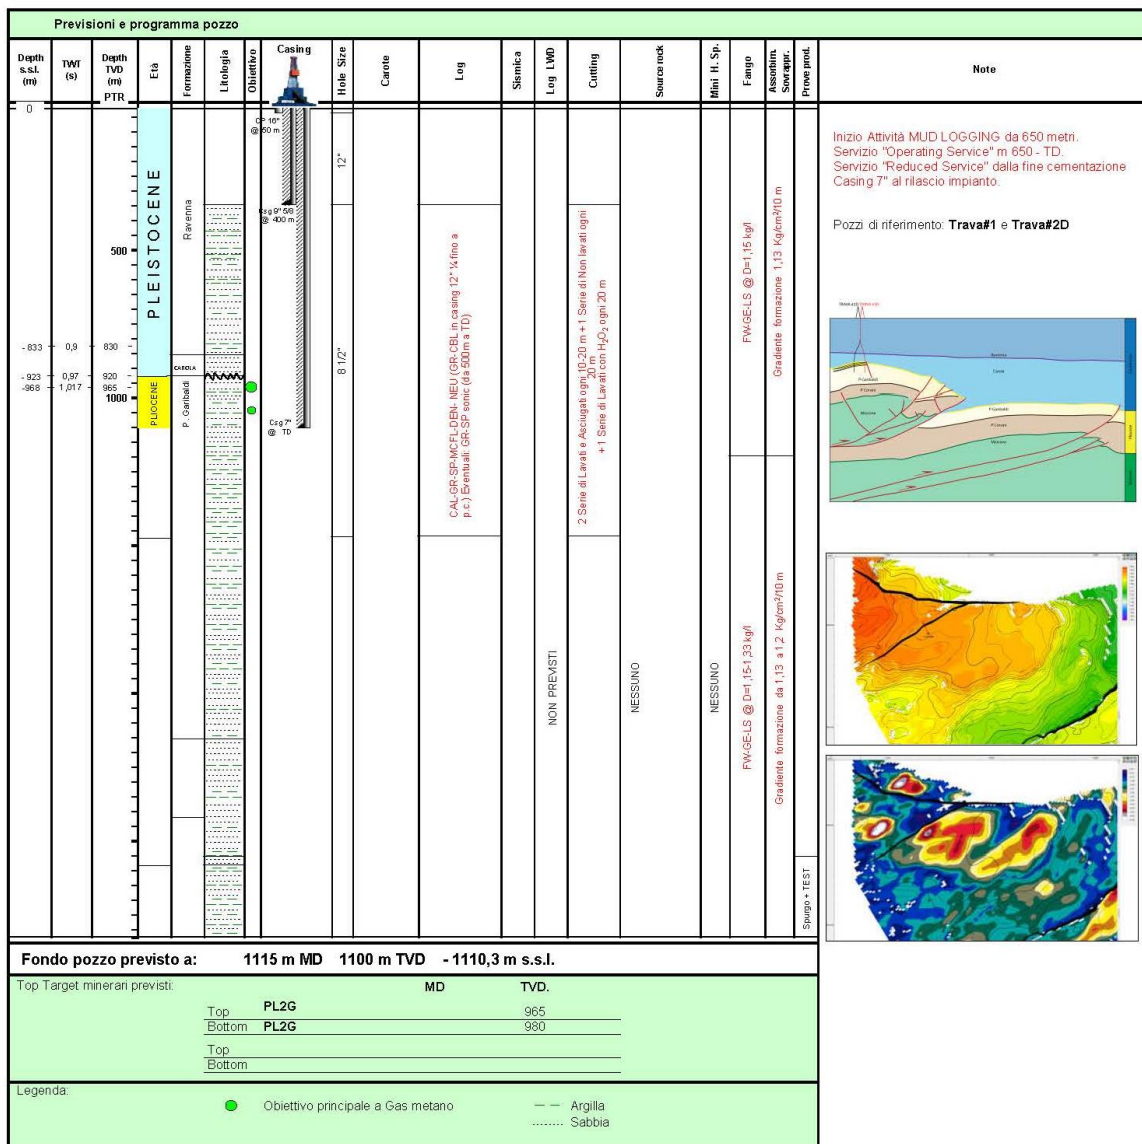 Previsioni e programma pozzo
Depth
s.s.l.
(m)
TWT
(s)
Depth
TVD
(m)
PTR
Età
Formazione
Litologia
Obiettivo
Casing
Hole Size
Carote
Log
Sismica
Log LWD
Cutting
Source rock
Mini H. Sp.
Fango
Assorbim.
Sovrappr.
Prove prod.
Note
0
CP 16"
@ 50 m
Csg 9" 5/8
@ 400 m
Csg 7"
@ TD
12"
8 1/2"
500
1000
- 833
0,9
830
- 923
0,97
920
-968
1,017
965
PLEISTOCENE
PLIOCENE
Ravenna
CAROLA
P. Garibaldi
CAL-GR-SP-MCFL-DEN- NEU (GR-CBL in casing 12" ¼ fino a
p.c.) Eventuali: GR-SP sonic (da 500m a TD)
NON PREVISTI
2 Serie di Lavati e Asciugati ogni 10-20 m + 1 Serie di Non lavati ogni
20 m
+ 1 Serie di Lavati con H₂O₂ ogni 20 m
NESSUNO
NESSUNO
FW-GE-LS @ D=1,15 kg/l
FW-GE-LS @ D=1,15-1,33 kg/l
Gradiente formazione 1,13 Kg/cm²/10 m
Gradiente formazione da 1,13 a 1,2 Kg/cm²/10 m
Spurgo + TEST
Inizio Attività MUD LOGGING da 650 metri.
Servizio "Operating Service" m 650 - TD.
Servizio "Reduced Service" dalla fine cementazione
Casing 7" al rilascio impianto.
Pozzi di riferimento: Trava#1 e Trava#2D
Fondo pozzo previsto a: 1115 m MD 1100 m TVD - 1110,3 m s.s.l.
Top Target minerari previsti:
MD TVD.
Top PL2G 965
Bottom PL2G 980
Top
Bottom
Legenda:
Obiettivo principale a Gas metano
Argilla
Sabbia